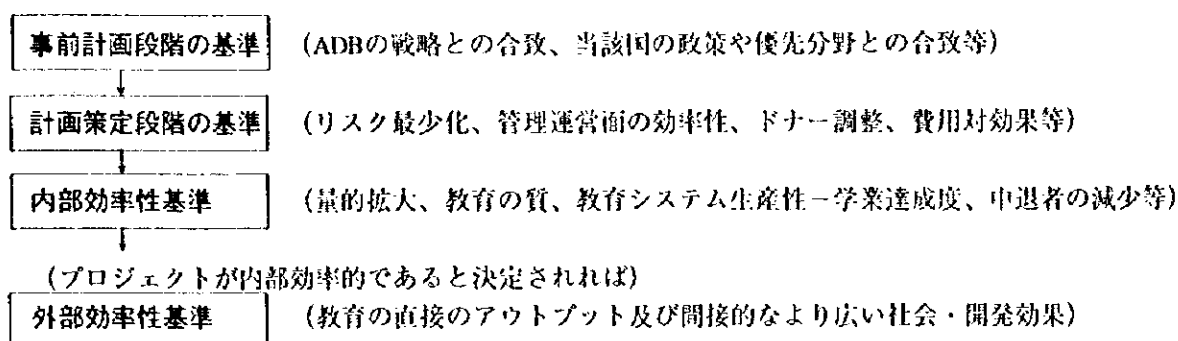 事前計画段階の基準 (ADBの戦略との合致、当該国の政策や優先分野との合致等)
計画策定段階の基準 (リスク最少化、管理運営面の効率性、ドナー調整、費用対効果等)
内部効率性基準 (量的拡大、教育の質、教育システム生産性－学業達成度、中退者の減少等)
(プロジェクトが内部効率的であると決定されれば)
外部効率性基準 (教育の直接のアウトプット及び間接的なより広い社会・開発効果)